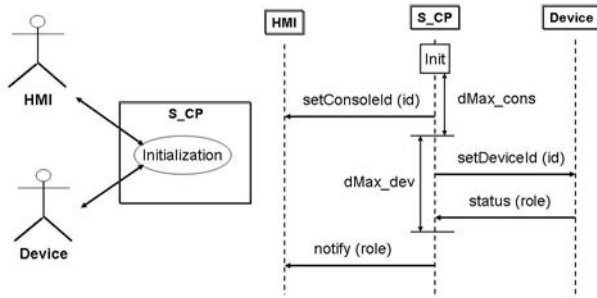 HMI
S_CP
Initialization
Device
HMI
S_CP
Device
Init
setConsoleId (id)
dMax_cons
setDeviceId (id)
dMax_dev
status (role)
notify (role)